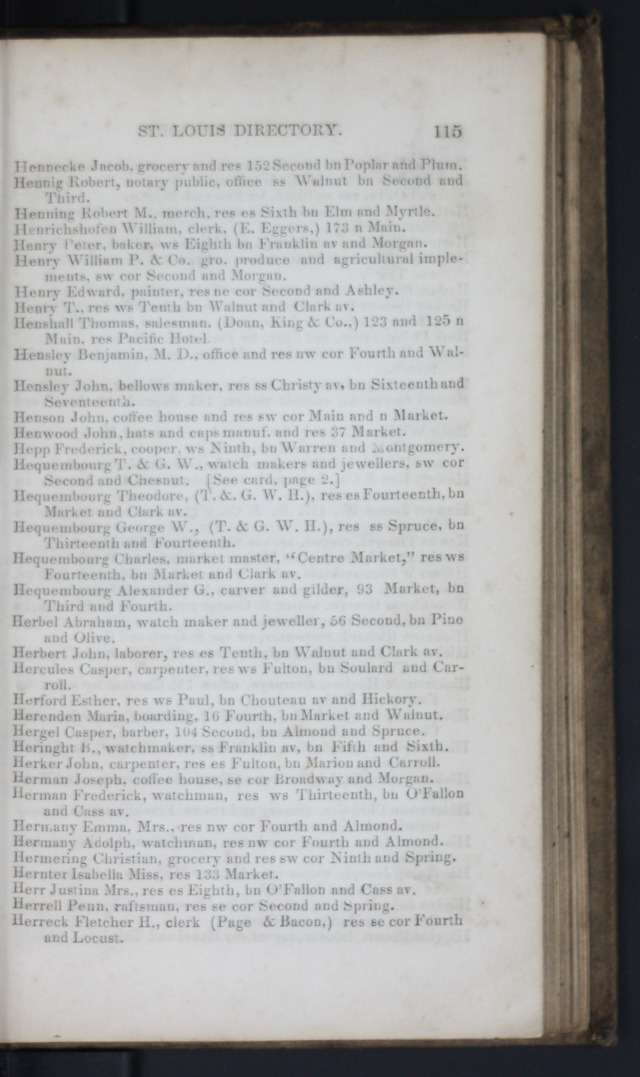 ST. LOUIS DIRECTORY. 115
Hennecke Jacob, grocery and res 152 Second bn Poplar and Plum.
Hennig Robert, notary public, office ss Walnut bn Second and
Third.
Henning Robert M., merch. res es Sixth bn Elm and Myrtle.
Henrichshofen William, clerk, (E. Eggers,) 173 n Main.
Henry Peter, baker, ws Eighth bn Franklin av and Morgan.
Henry William P. & Co. gro. produce and agricultural imple-
ments, sw cor Second and Morgan.
Henry Edward, painter, res ne cor Second and Ashley.
Henry T., res ws Tenth bn Walnut and Clark av.
Henshall Thomas, salesman. (Doan, King & Co.,) 123 and 125 n
Main, res Pacific Hotel.
Hensley Benjamin, M. D., office and res nw cor Fourth and Wal-
nut.
Hensley John, bellows maker, res ss Christy av, bn Sixteenth and
Seventeenth.
Henson John, coffee house and res sw cor Main and n Market.
Henwood John, hats and caps manuf. and res 37 Market.
Hepp Frederick, cooper, ws Ninth, bn Warren and Montgomery.
Hequembourg T. & G. W., watch makers and jewellers, sw cor
Second and Chesnut. [See card, page 2.]
Hequembourg Theodore, (T. &. G. W. H.), res es Fourteenth, bn
Market and Clark av.
Hequembourg George W., (T. & G. W. H.), res ss Spruce, bn
Thirteenth and Fourteenth.
Hequembourg Charles, market master, "Centre Market," res ws
Fourteenth, bn Market and Clark av.
Hequembourg Alexander G., carver and gilder, 93 Market, bn
Third and Fourth.
Herbel Abraham, watch maker and jeweller, 56 Second, bn Pine
and Olive.
Herbert John, laborer, res es Tenth, bn Walnut and Clark av.
Hercules Casper, carpenter, res ws Fulton, bn Soulard and Car-
roll.
Herford Esther, res ws Paul, bn Chouteau av and Hickory.
Herenden Maria, boarding, 16 Fourth, bn Market and Walnut.
Hergel Casper, barber, 104 Second, bn Almond and Spruce.
Heringht B., watchmaker, ss Franklin av, bn Fifth and Sixth.
Herker John, carpenter, res es Fulton, bn Marion and Carroll.
Herman Joseph, coffee house, se cor Broadway and Morgan.
Herman Frederick, watchman, res ws Thirteenth, bn O'Fallon
and Cass av.
Hermany Emma, Mrs., res nw cor Fourth and Almond.
Hermany Adolph, watchman, res nw cor Fourth and Almond.
Hermering Christian, grocery and res sw cor Ninth and Spring.
Hernter Isabella Miss, res 133 Market.
Herr Justina Mrs., res es Eighth, bn O'Fallon and Cass av.
Herrell Penn, raftsman, res se cor Second and Spring.
Herreck Fletcher H., clerk (Page & Bacon,) res se cor Fourth
and Locust.